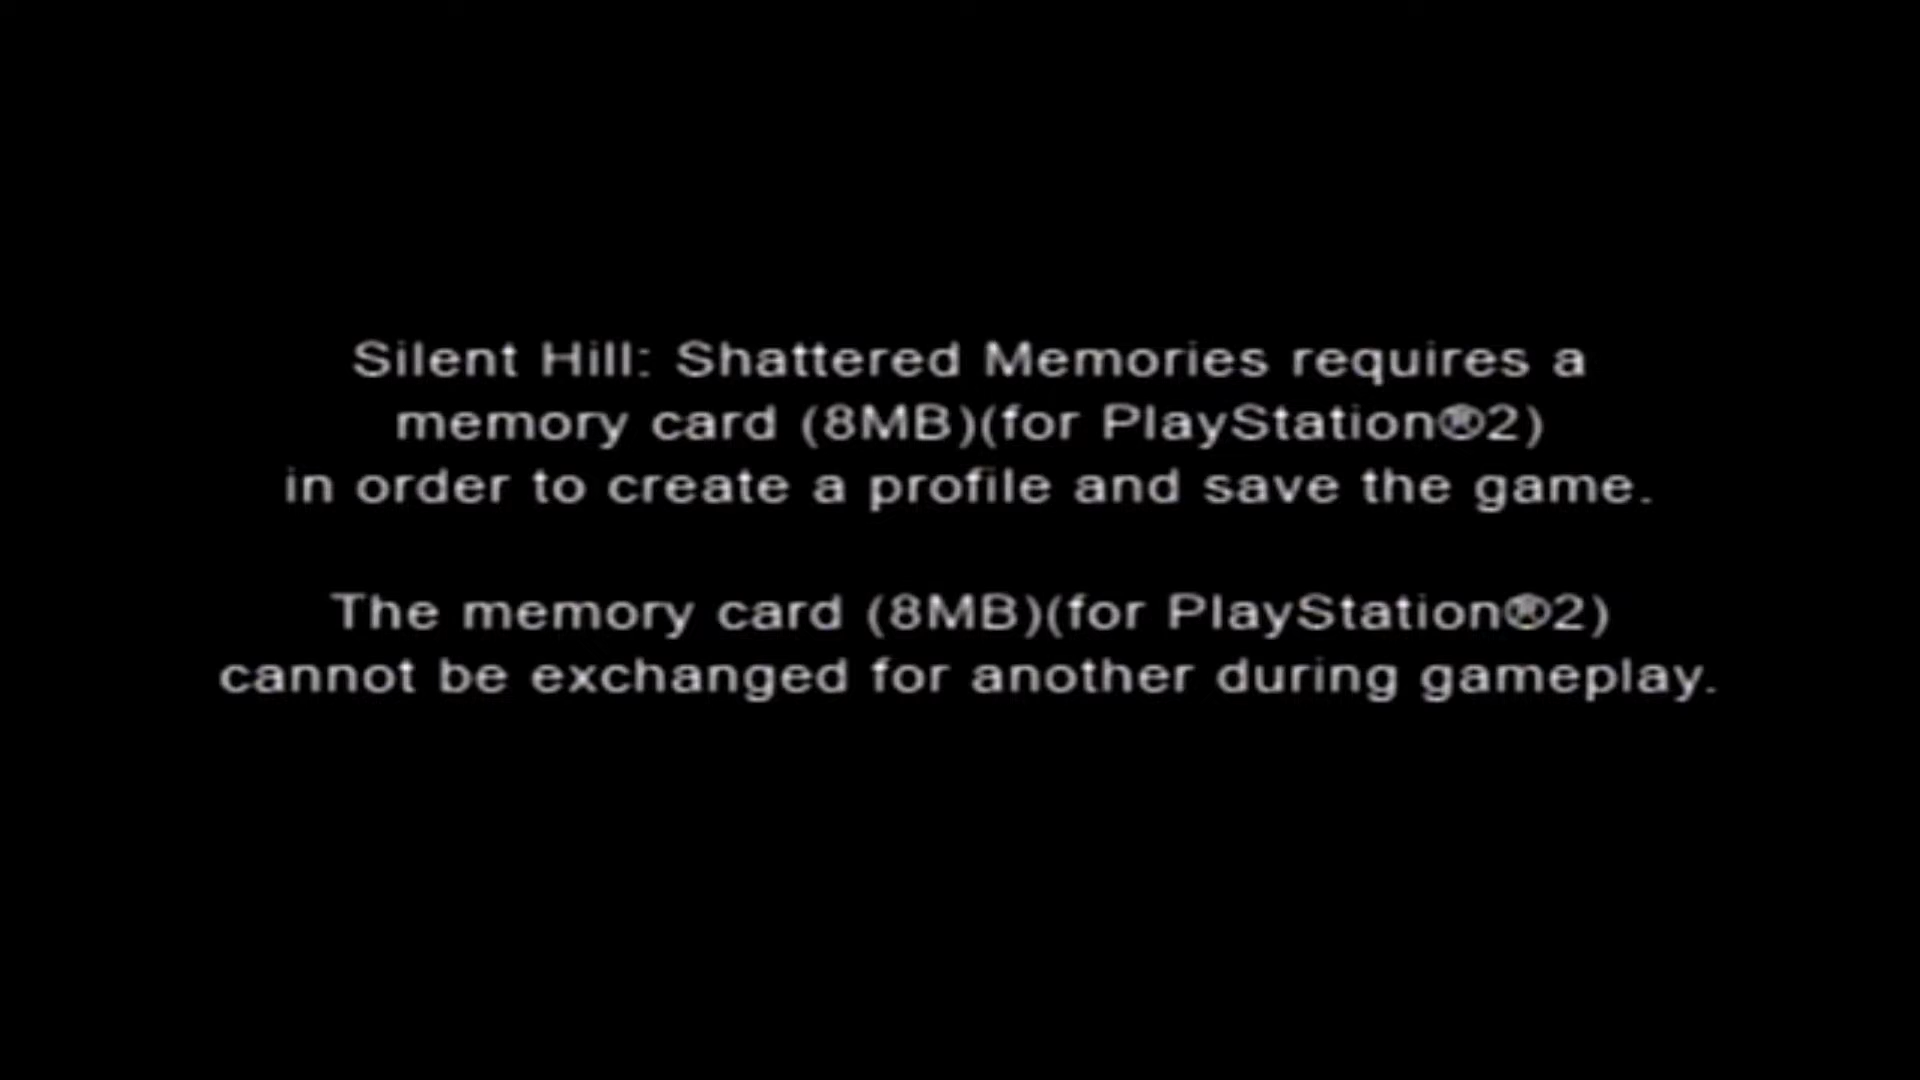 Silent Hill: Shattered Memories requires a
memory card (8MB)(for PlayStation®2)
in order to create a profile and save the game.
The memory card (8MB)(for PlayStation®2)
cannot be exchanged for another during gameplay.